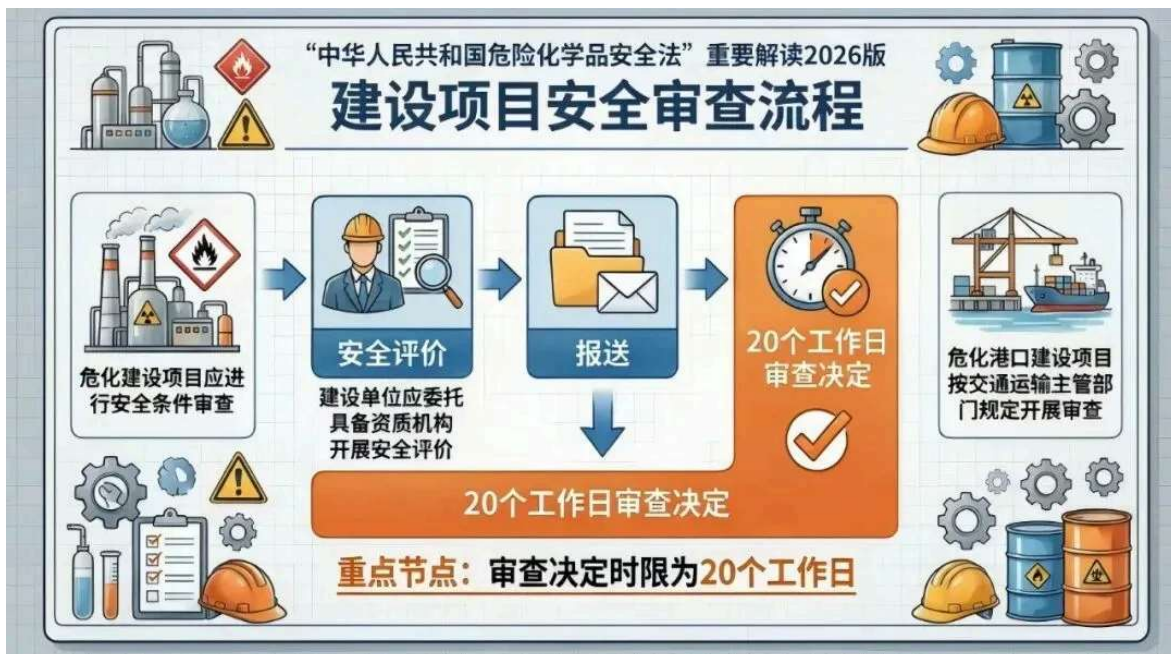 “中华人民共和国危险化学品安全法”重要解读2026版
建设项目安全审查流程
危化建设项目应进
行安全条件审查
安全评价
建设单位应委托
具备资质机构
开展安全评价
报送
20个工作日
审查决定
危化港口建设项目
按交通运输主管部
门规定开展审查
20个工作日审查决定
重点节点：审查决定时限为20个工作日